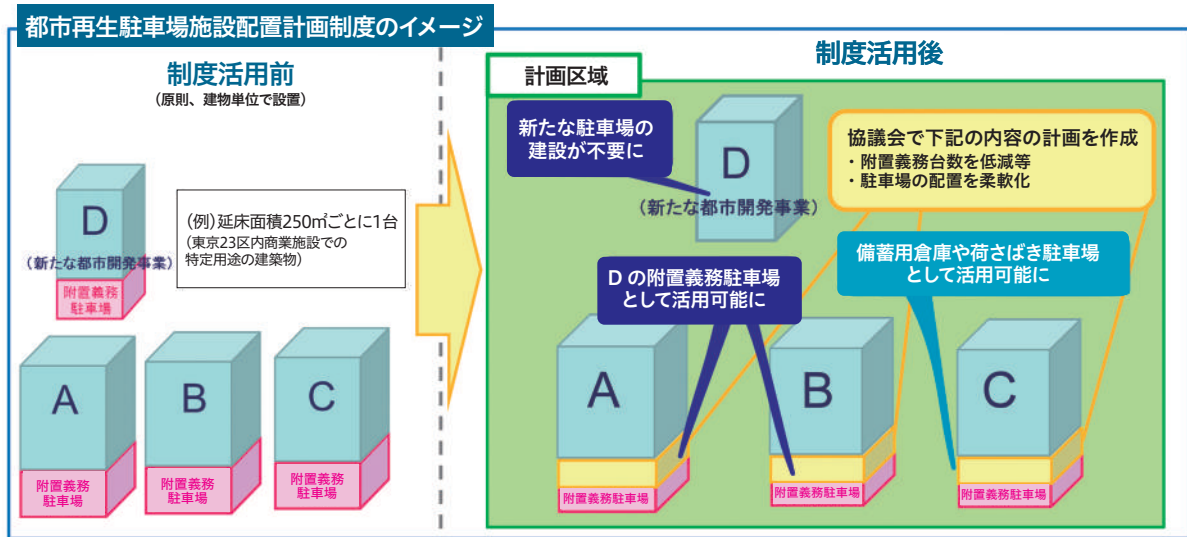 都市再生駐車場施設配置計画制度のイメージ
制度活用前
(原則、建物単位で設置)
D
(新たな都市開発事業)
附置義務
駐車場
(例)延床面積250㎡ごとに1台
(東京23区内商業施設での
特定用途の建築物)
A
附置義務
駐車場
B
附置義務
駐車場
C
附置義務
駐車場
制度活用後
計画区域
新たな駐車場の
建設が不要に
D
(新たな都市開発事業)
協議会で下記の内容の計画を作成
・附置義務台数を低減等
・駐車場の配置を柔軟化
D の附置義務駐車場
として活用可能に
備蓄用倉庫や荷さばき駐車場
として活用可能に
A
附置義務駐車場
B
附置義務駐車場
C
附置義務駐車場